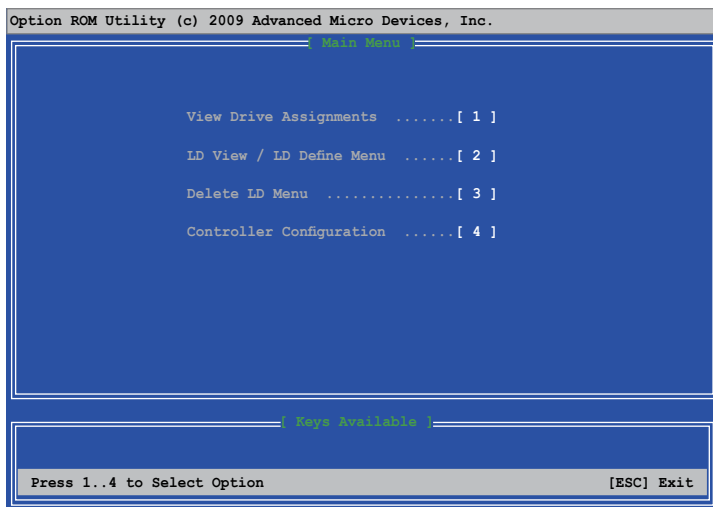 Option ROM Utility (c) 2009 Advanced Micro Devices, Inc.
[ Main Menu ]
View Drive Assignments .......[ 1 ]
LD View / LD Define Menu ......[ 2 ]
Delete LD Menu ...............[ 3 ]
Controller Configuration ......[ 4 ]
[ Keys Available ]
Press 1..4 to Select Option [ESC] Exit